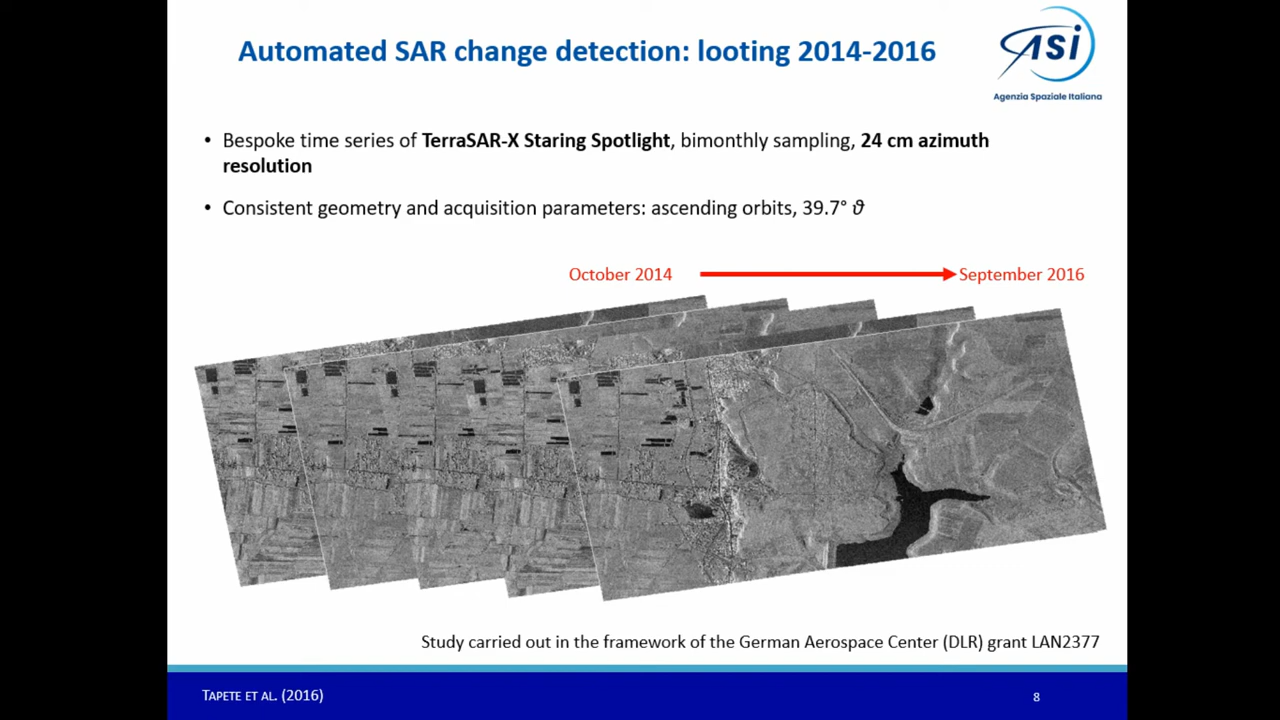 Automated SAR change detection: looting 2014-2016
ASI
Agenzia Spaziale Italiana
• Bespoke time series of TerraSAR-X Staring Spotlight, bimonthly sampling, 24 cm azimuth
resolution
• Consistent geometry and acquisition parameters: ascending orbits, 39.7° ϑ
October 2014
September 2016
Study carried out in the framework of the German Aerospace Center (DLR) grant LAN2377
TAPETE ET AL. (2016)
8